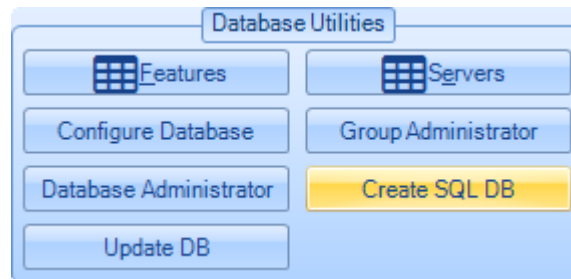 Database Utilities
Features
Servers
Configure Database
Group Administrator
Database Administrator
Create SQL DB
Update DB